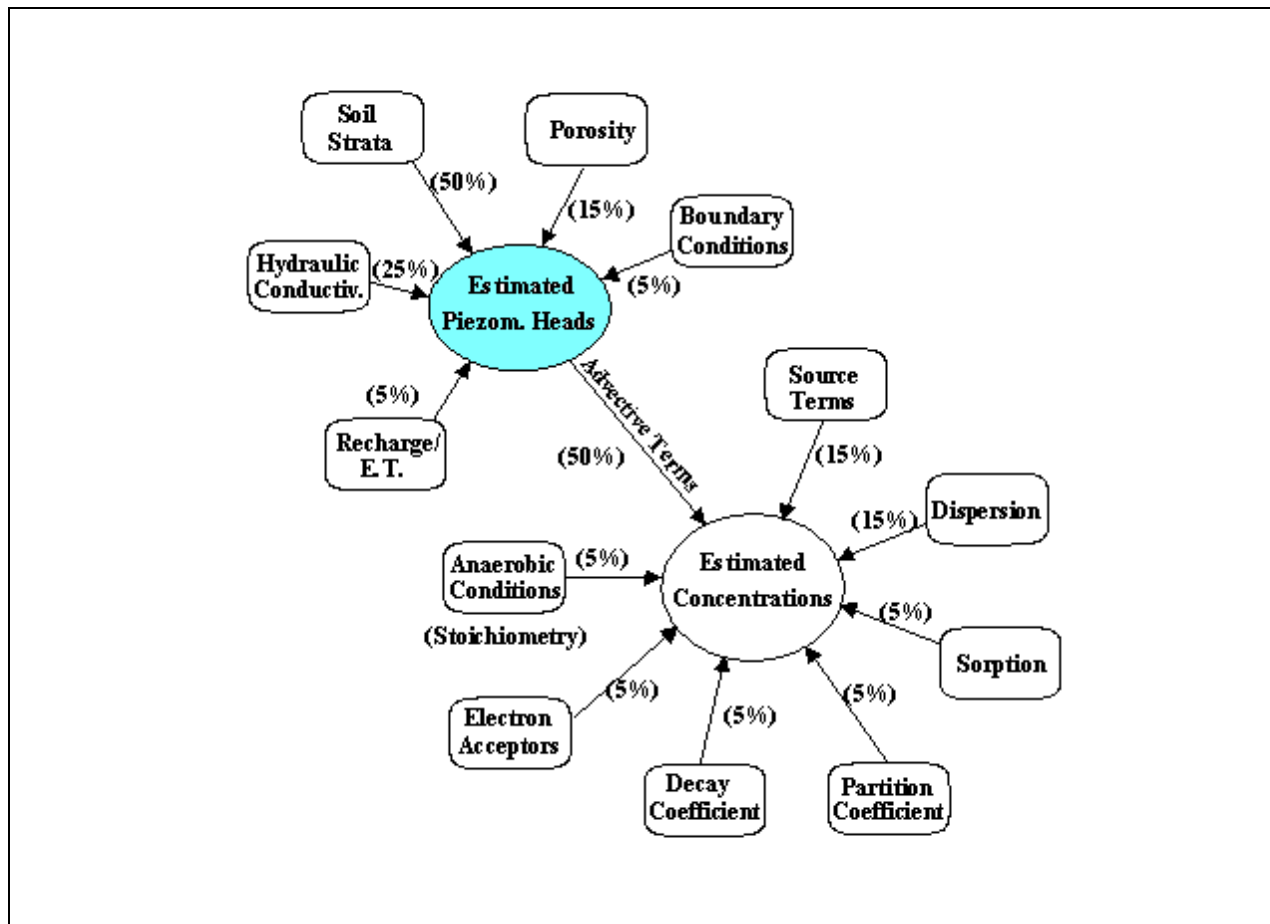 Soil
Strata
Porosity
(50%)
(15%)
Boundary
Conditions
Hydraulic
Conductiv.
(25%)
Estimated
Piezom. Heads
(5%)
(5%)
Recharge/
E.T.
Advective Terms
(50%)
Source
Terms
(15%)
Dispersion
(15%)
Anaerobic
Conditions
(5%)
(Stoichiometry)
Estimated
Concentrations
(5%)
Sorption
Electron
Acceptors
(5%)
(5%)
Decay
Coefficient
(5%)
Partition
Coefficient